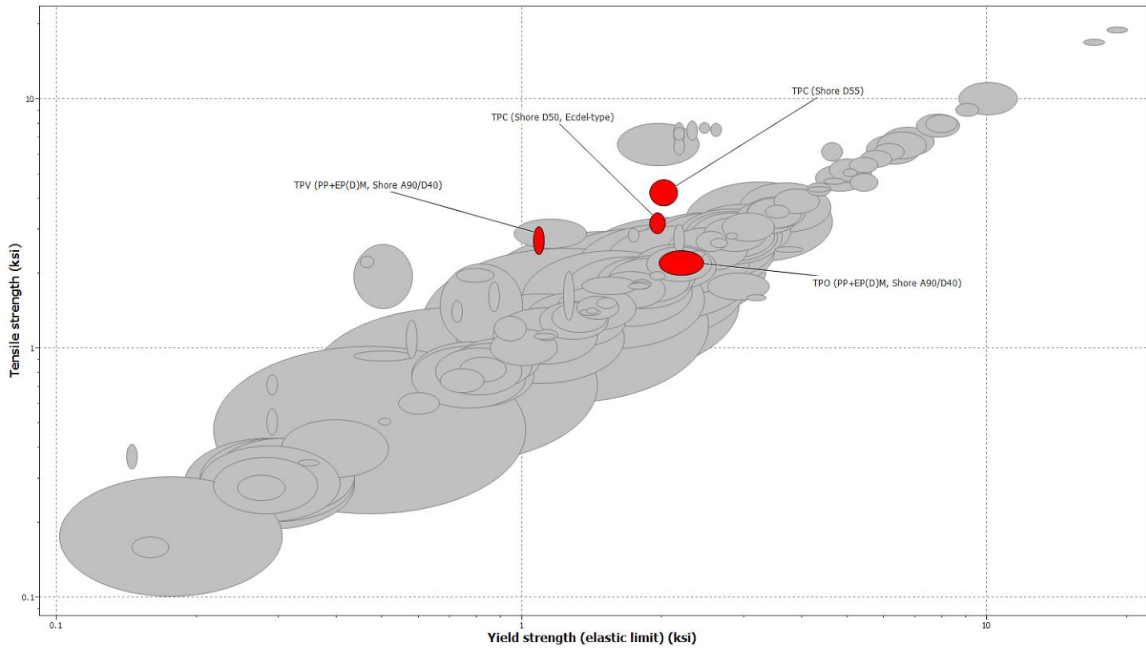 10
TPC (Shore D55)
TPC (Shore D50, Ecdel-type)
TPV (PP+EP(D)M, Shore A90/D40)
TPO (PP+EP(D)M, Shore A90/D40)
Tensile strength (ksi)
1
0.1
0.1
1
10
Yield strength (elastic limit) (ksi)